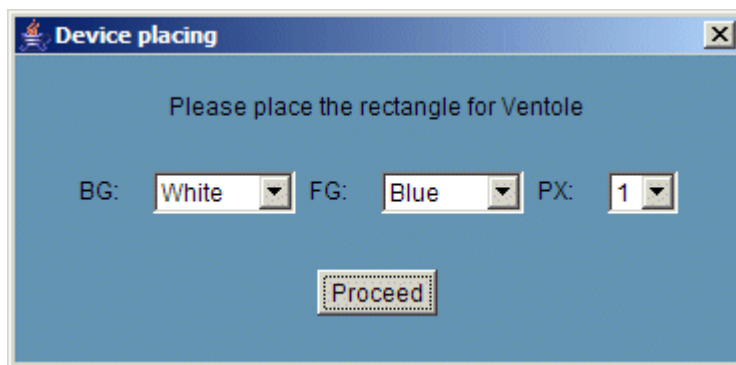 Device placing
Please place the rectangle for Ventole
BG: White FG: Blue PX: 1
Proceed